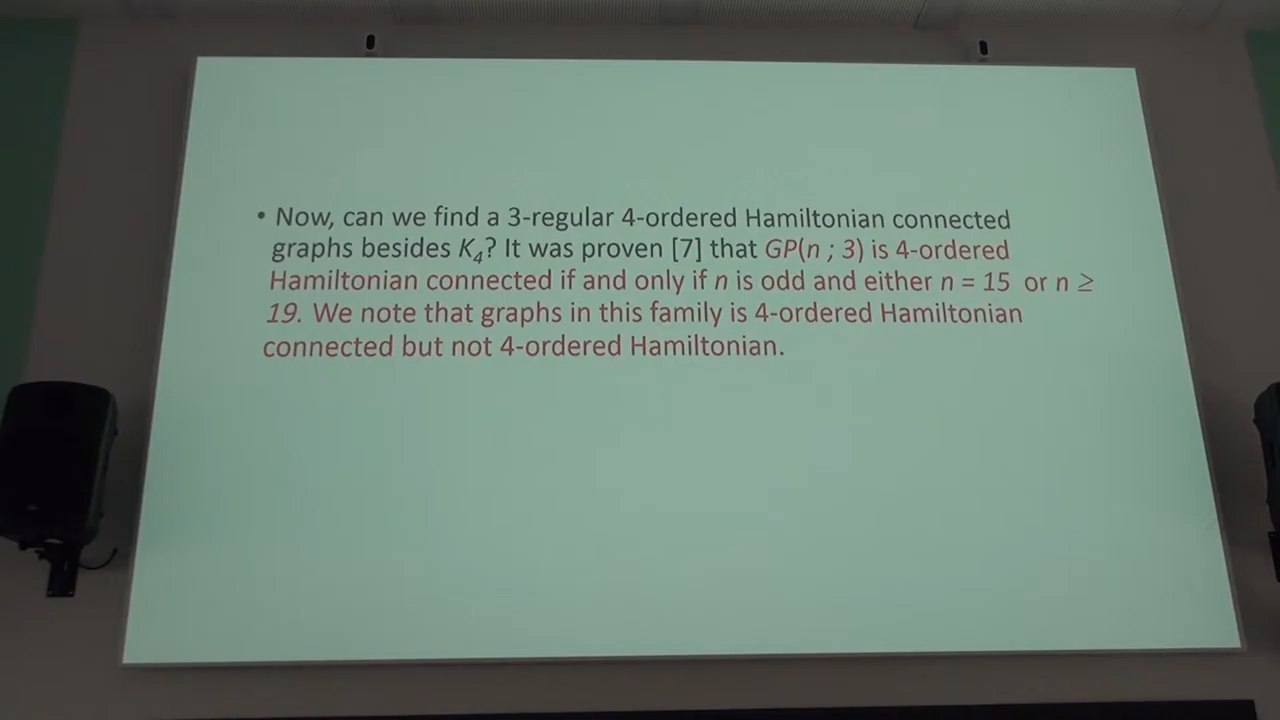 • Now, can we find a 3-regular 4-ordered Hamiltonian connected
graphs besides K₄? It was proven [7] that GP(n ; 3) is 4-ordered
Hamiltonian connected if and only if n is odd and either n = 15 or n ≥
19. We note that graphs in this family is 4-ordered Hamiltonian
connected but not 4-ordered Hamiltonian.